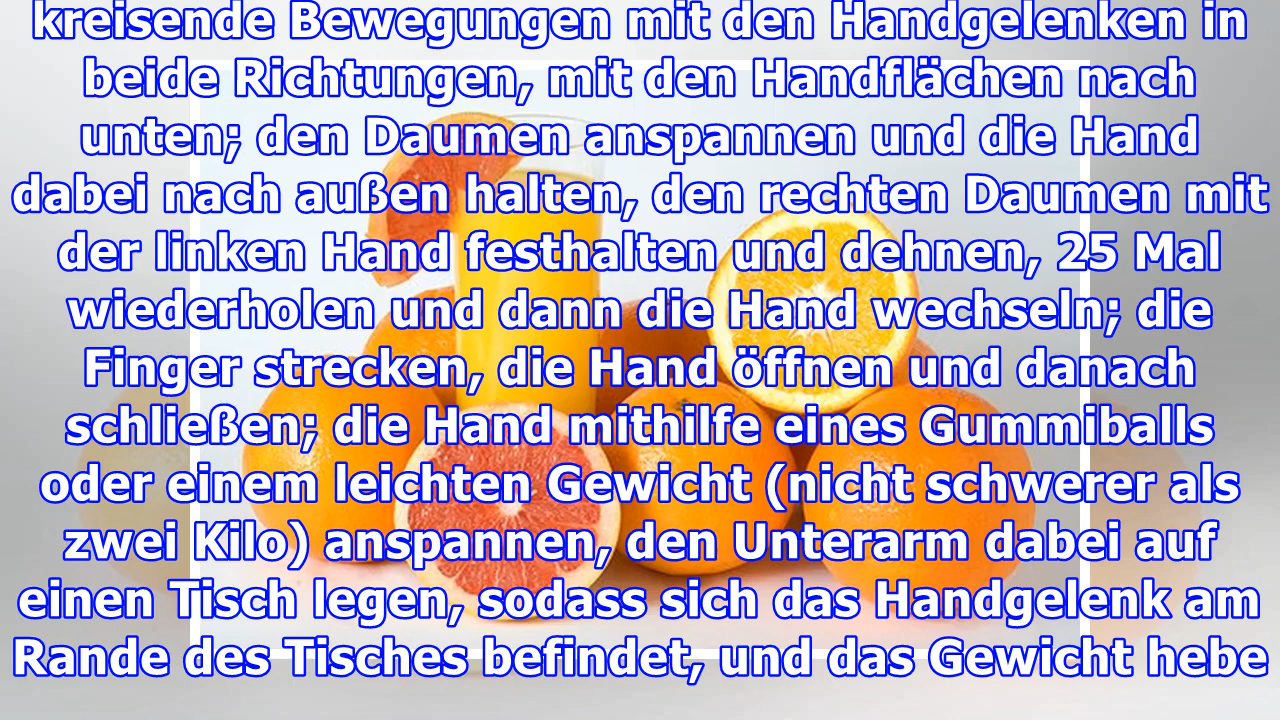 kreisende Bewegungen mit den Handgelenken in
beide Richtungen, mit den Handflächen nach
unten; den Daumen anspannen und die Hand
dabei nach außen halten, den rechten Daumen mit
der linken Hand festhalten und dehnen, 25 Mal
wiederholen und dann die Hand wechseln; die
Finger strecken, die Hand öffnen und danach
schließen; die Hand mithilfe eines Gummiballs
oder einem leichten Gewicht (nicht schwerer als
zwei Kilo) anspannen, den Unterarm dabei auf
einen Tisch legen, sodass sich das Handgelenk am
Rande des Tisches befindet, und das Gewicht hebe